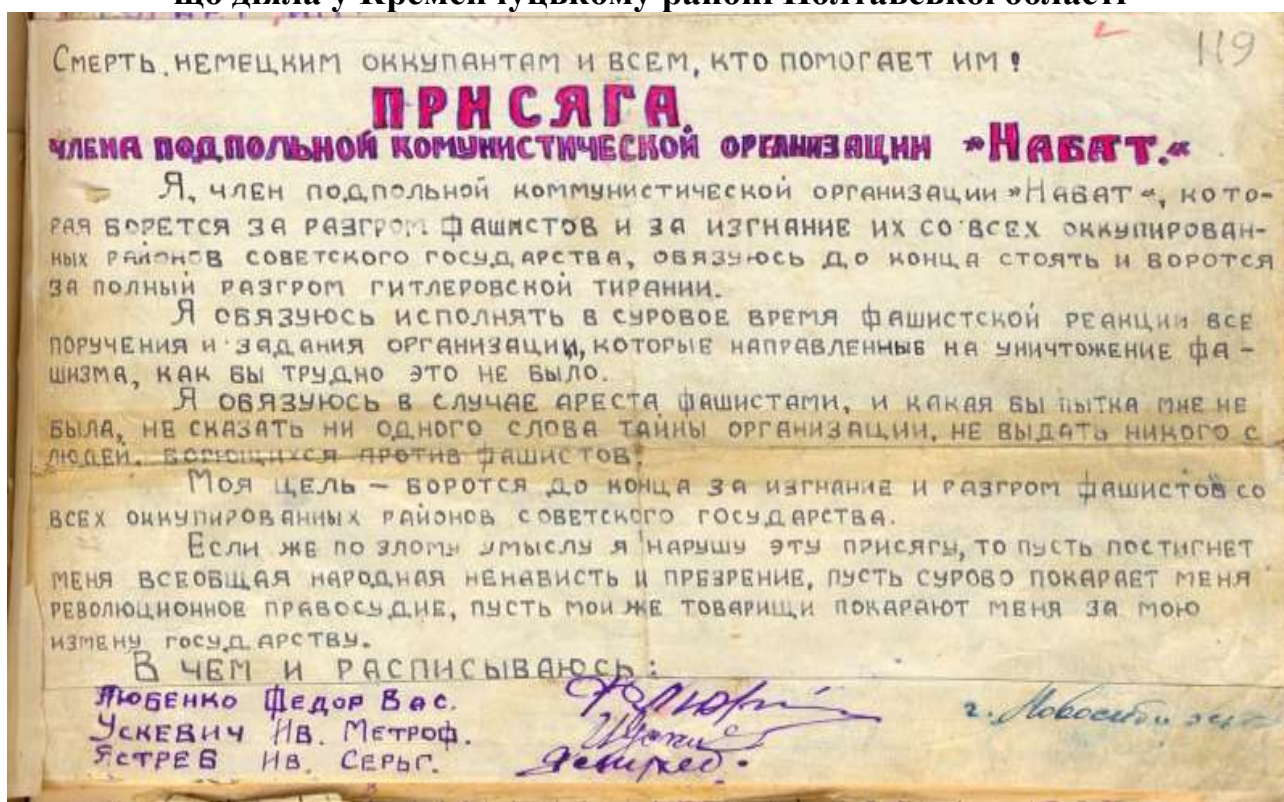 що діяла у Кременчуцькому районі Полтавської області
119
Смерть немецким оккупантам и всем, кто помогает им!
ПРИСЯГА
члена подпольной комунистической организации "Набат."
Я, член подпольной коммунистической организации "Набат", кото-
рая борется за разгром фашистов и за изгнание их со всех оккупирован-
ных районов советского государства, обязуюсь до конца стоять и боротся
за полный разгром гитлеровской тирании.
Я обязуюсь исполнять в суровое время фашистской реакции все
поручения и задания организации, которые направленные на уничтожение фа-
шизма, как бы трудно это не было.
Я обязуюсь в случае ареста фашистами, и какая бы пытка мне не
была, не сказать ни одного слова тайны организации, не выдать никого с
людей, борющихся против фашистов.
Моя цель – боротся до конца за изгнание и разгром фашистов со
всех оккупированных районов советского государства.
Если же по злому умыслу я нарушу эту присягу, то пусть постигнет
меня всеобщая народная ненависть и презрение, пусть сурово покарает меня
революционное правосудие, пусть мои же товарищи покарают меня за мою
измену государству.
В чем и расписываюсь:
Любенко Федор Вас.
Ускевич Ив. Метроф.
Ястреб Ив. Серьг.
г.